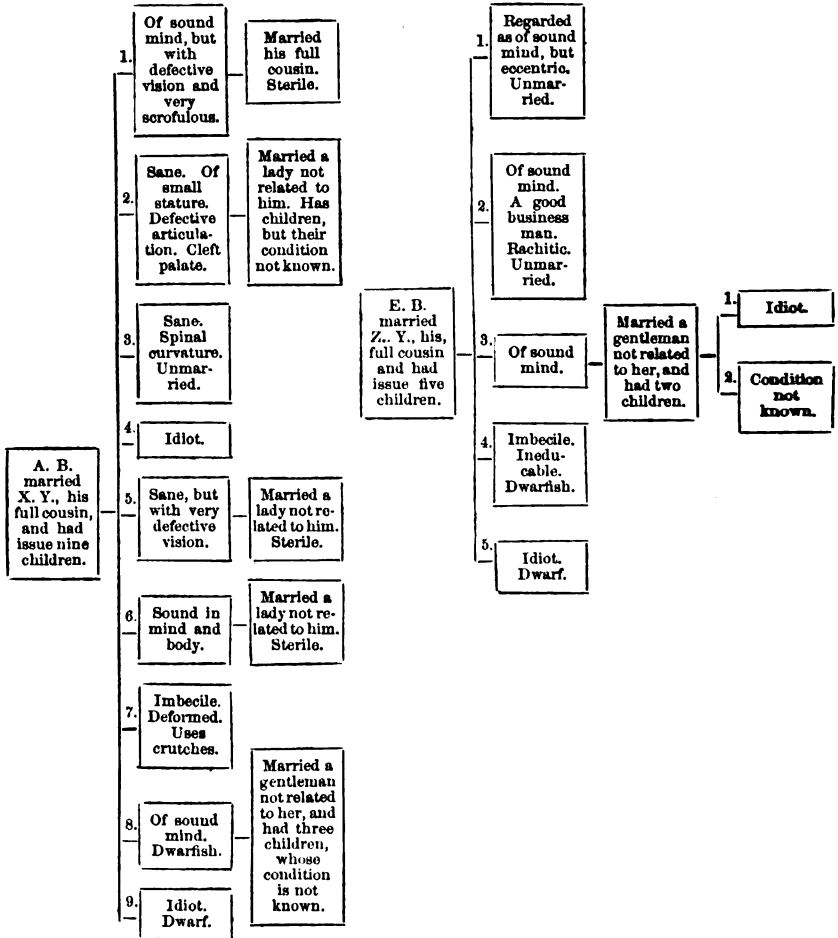 A. B.
married
X. Y., his
full cousin,
and had
issue nine
children.
1.
Of sound
mind, but
with
defective
vision and
very
scrofulous.
Married
his full
cousin.
Sterile.
2.
Sane. Of
small
stature.
Defective
articula-
tion. Cleft
palate.
Married a
lady not
related to
him. Has
children,
but their
condition
not known.
3.
Sane.
Spinal
curvature.
Unmar-
ried.
4.
Idiot.
5.
Sane, but
with very
defective
vision.
Married a
lady not re-
lated to him.
Sterile.
6.
Sound in
mind and
body.
Married a
lady not re-
lated to him.
Sterile.
7.
Imbecile.
Deformed.
Uses
crutches.
8.
Of sound
mind.
Dwarfish.
Married a
gentleman
not related
to her, and
had three
children,
whose
condition
is not
known.
9.
Idiot.
Dwarf.
E. B.
married
Z. Y., his,
full cousin
and had
issue five
children.
1.
Regarded
as of sound
mind, but
eccentric.
Unmar-
ried.
2.
Of sound
mind.
A good
business
man.
Rachitic.
Unmar-
ried.
3.
Of sound
mind.
Married a
gentleman
not related
to her, and
had two
children.
1.
Idiot.
2.
Condition
not
known.
4.
Imbecile.
Inedu-
cable.
Dwarfish.
5.
Idiot.
Dwarf.